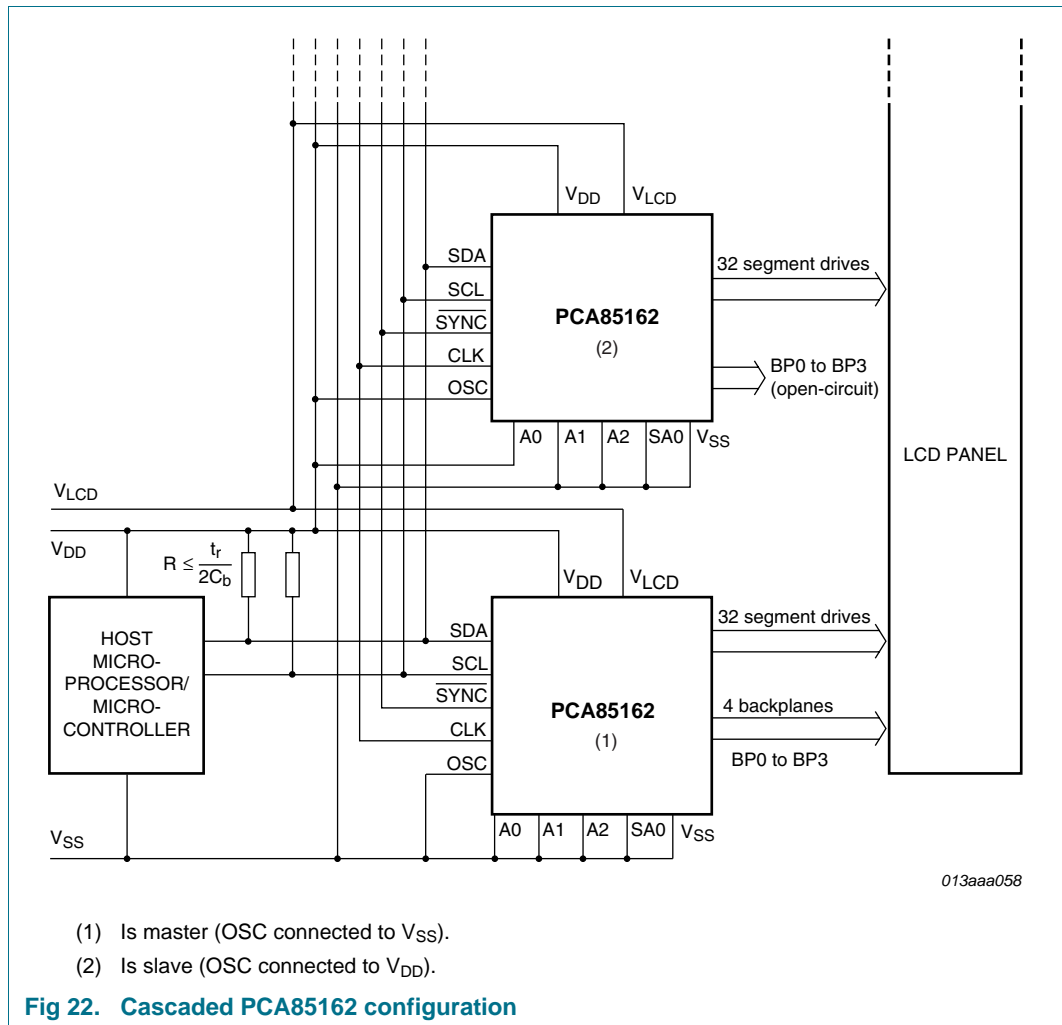 VDD VLCD
SDA
SCL
SYNC
CLK
OSC
PCA85162
(2)
A0 A1 A2 SA0 VSS
32 segment drives
BP0 to BP3
(open-circuit)
LCD PANEL
VLCD
VDD
R ≤ tr/2Cb
HOST
MICRO-
PROCESSOR/
MICRO-
CONTROLLER
VDD VLCD
SDA
SCL
SYNC
CLK
OSC
PCA85162
(1)
A0 A1 A2 SA0 VSS
32 segment drives
4 backplanes
BP0 to BP3
VSS
013aaa058
(1) Is master (OSC connected to VSS).
(2) Is slave (OSC connected to VDD).
Fig 22. Cascaded PCA85162 configuration